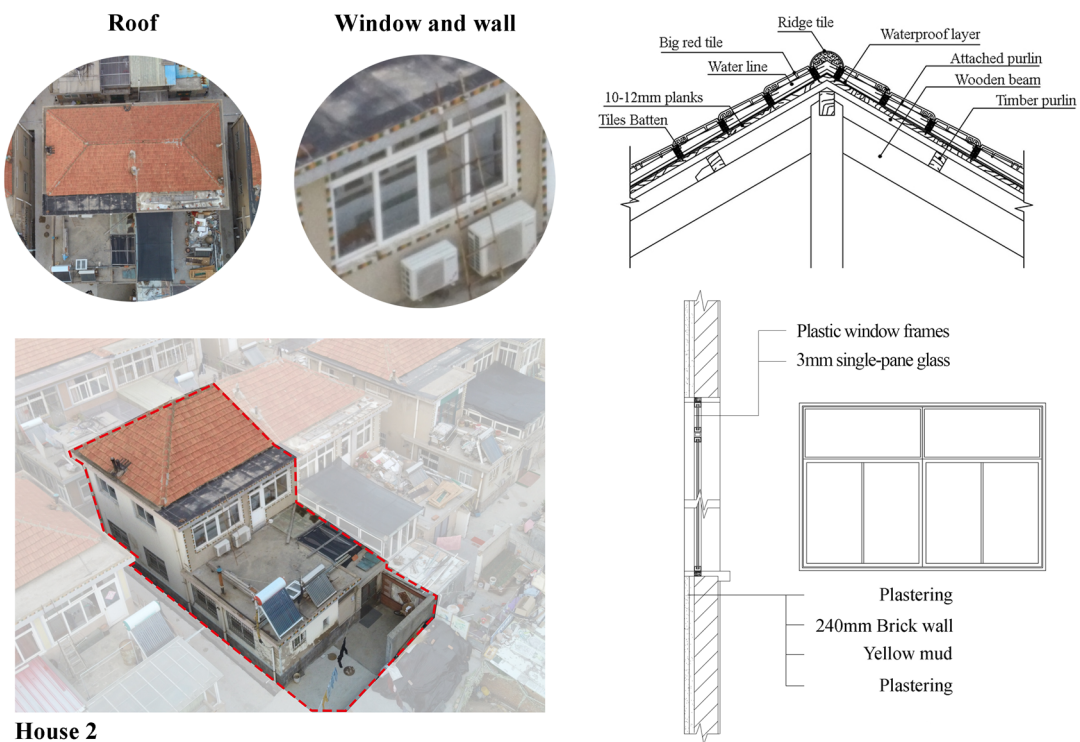 Roof
Window and wall
Ridge tile
Big red tile
Waterproof layer
Water line
Attached purlin
Wooden beam
10-12mm planks
Timber purlin
Tiles Batten
Plastic window frames
3mm single-pane glass
Plastering
240mm Brick wall
Yellow mud
Plastering
House 2